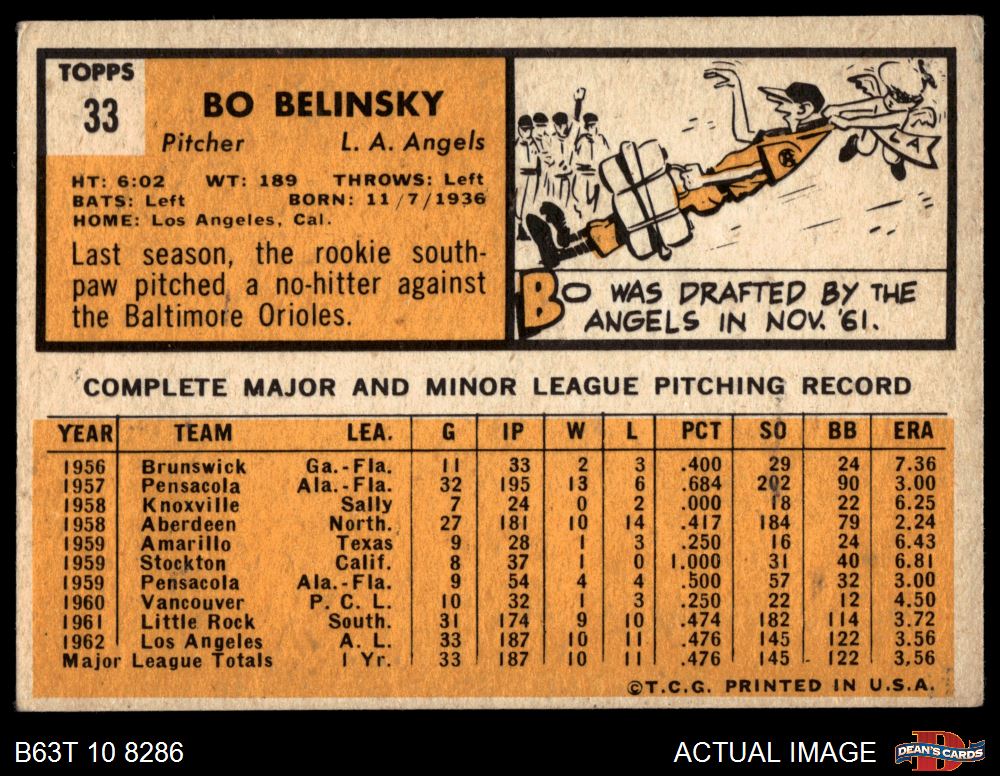 TOPPS
33
BO BELINSKY
Pitcher L. A. Angels
HT: 6:02 WT: 189 THROWS: Left
BATS: Left BORN: 11/7/1936
HOME: Los Angeles, Cal.
Last season, the rookie south-
paw pitched a no-hitter against
the Baltimore Orioles.
A
BO WAS DRAFTED BY THE
ANGELS IN NOV. '61.
COMPLETE MAJOR AND MINOR LEAGUE PITCHING RECORD
YEAR TEAM LEA. G IP W L PCT SO BB ERA
1956 Brunswick Ga.-Fla. 11 33 2 3 .400 29 24 7.36
1957 Pensacola Ala.-Fla. 32 195 13 6 .684 202 90 3.00
1958 Knoxville Sally 7 24 0 2 .000 18 22 6.25
1958 Aberdeen North. 27 181 10 14 .417 184 79 2.24
1959 Amarillo Texas 9 28 1 3 .250 16 24 6.43
1959 Stockton Calif. 8 37 1 0 1.000 31 40 6.81
1959 Pensacola Ala.-Fla. 9 54 4 4 .500 57 32 3.00
1960 Vancouver P. C. L. 10 32 1 3 .250 22 12 4.50
1961 Little Rock South. 31 174 9 10 .474 182 114 3.72
1962 Los Angeles A. L. 33 187 10 11 .476 145 122 3.56
Major League Totals 1 Yr. 33 187 10 11 .476 145 122 3.56
©T.C.G. PRINTED IN U.S.A.
B63T 10 8286 ACTUAL IMAGE DEAN'S CARDS